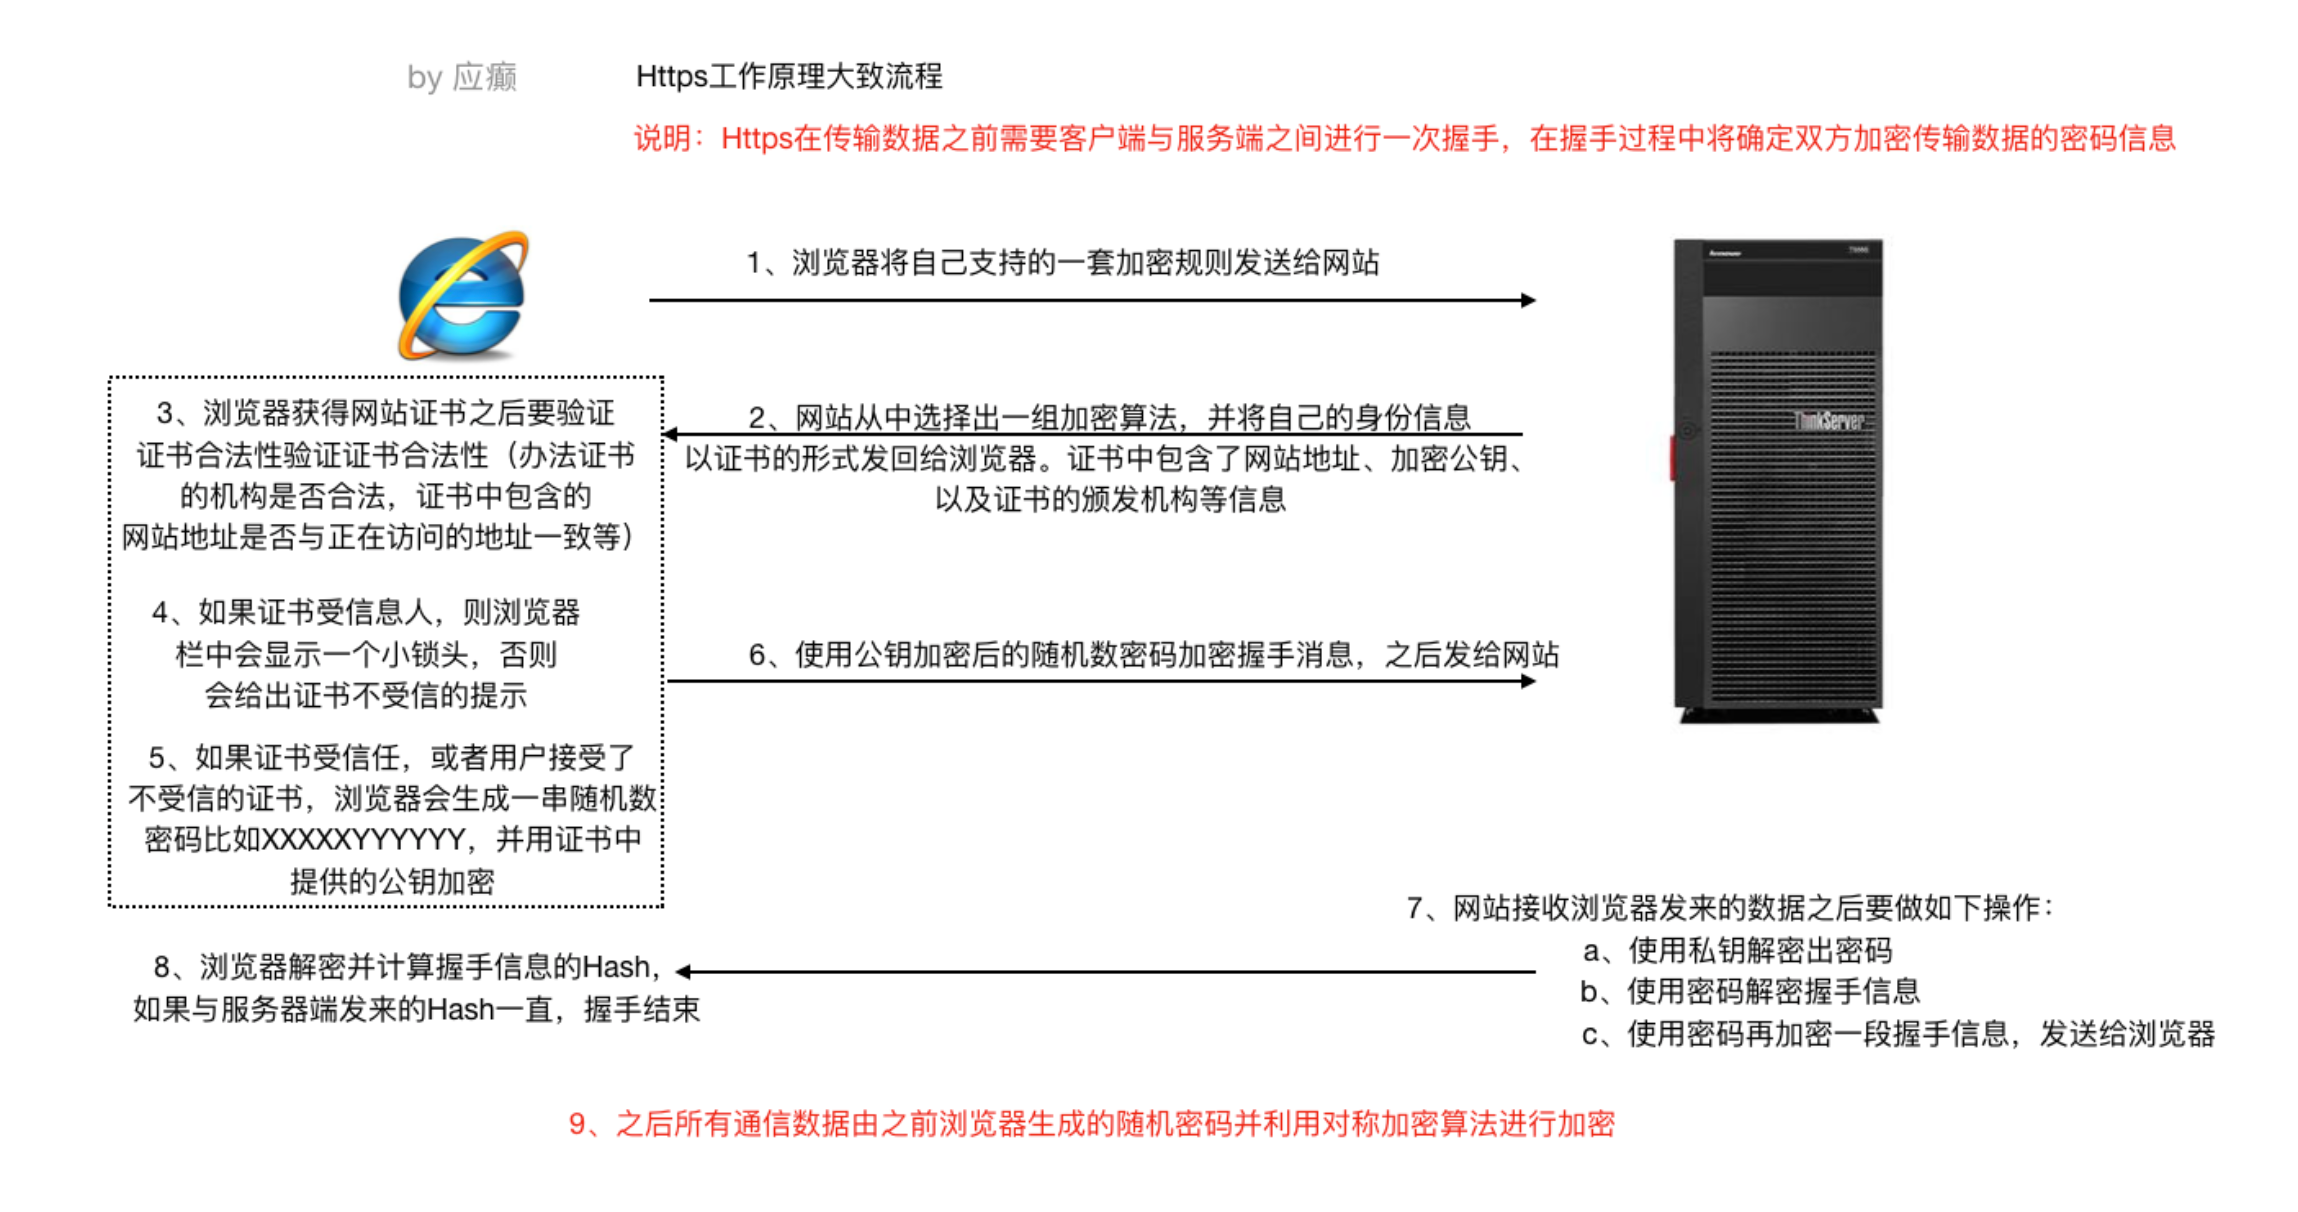 by 应癫
Https工作原理大致流程
说明：Https在传输数据之前需要客户端与服务端之间进行一次握手，在握手过程中将确定双方加密传输数据的密码信息
1、浏览器将自己支持的一套加密规则发送给网站
2、网站从中选择出一组加密算法，并将自己的身份信息
以证书的形式发回给浏览器。证书中包含了网站地址、加密公钥、
以及证书的颁发机构等信息
3、浏览器获得网站证书之后要验证
证书合法性验证证书合法性（办法证书
的机构是否合法，证书中包含的
网站地址是否与正在访问的地址一致等）
4、如果证书受信息人，则浏览器
栏中会显示一个小锁头，否则
会给出证书不受信的提示
5、如果证书受信任，或者用户接受了
不受信的证书，浏览器会生成一串随机数
密码比如XXXXXYYYYYY，并用证书中
提供的公钥加密
6、使用公钥加密后的随机数密码加密握手消息，之后发给网站
ThinkServer
7、网站接收浏览器发来的数据之后要做如下操作：
a、使用私钥解密出密码
b、使用密码解密握手信息
c、使用密码再加密一段握手信息，发送给浏览器
8、浏览器解密并计算握手信息的Hash，
如果与服务器端发来的Hash一直，握手结束
9、之后所有通信数据由之前浏览器生成的随机密码并利用对称加密算法进行加密